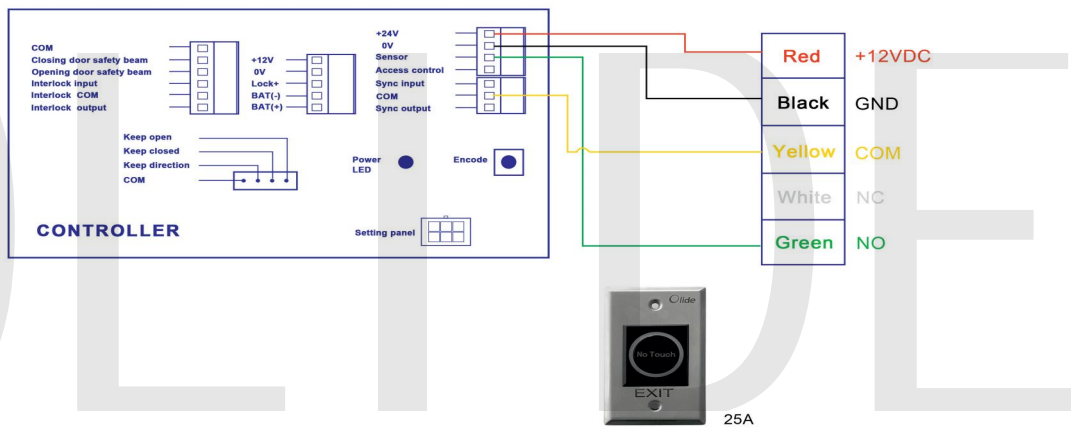 COM
Closing door safety beam
Opening door safety beam
Interlock input
Interlock COM
Interlock output
+12V
0V
Lock+
BAT(-)
BAT(+)
+24V
0V
Sensor
Access control
Sync input
COM
Sync output
Keep open
Keep closed
Keep direction
COM
Power
LED
Encode
CONTROLLER
Setting panel
Red +12VDC
Black GND
Yellow COM
White NC
Green NO
Olide
No Touch
EXIT
25A
OLIDE